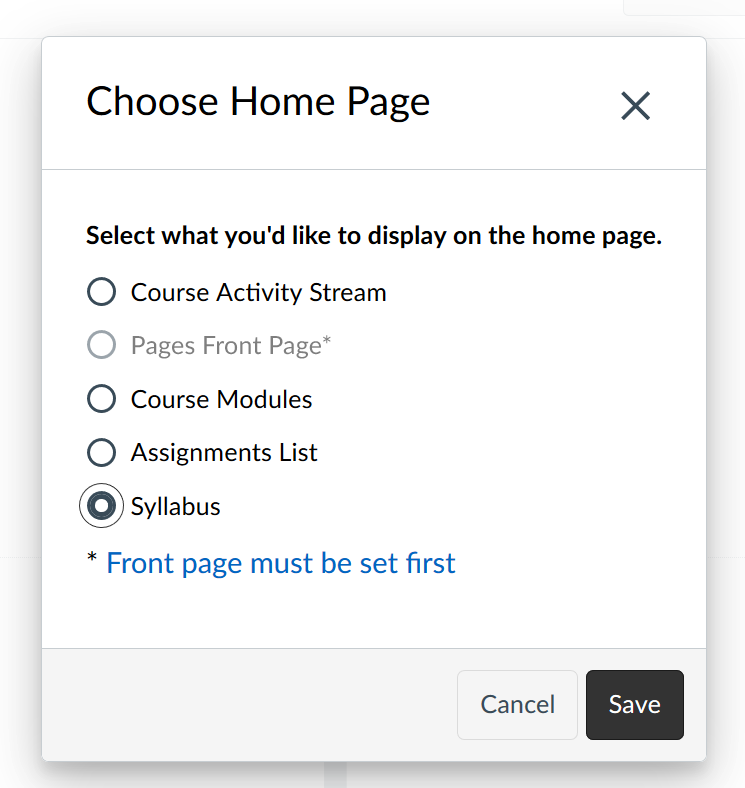 Choose Home Page
Select what you'd like to display on the home page.
Course Activity Stream
Pages Front Page*
Course Modules
Assignments List
Syllabus
* Front page must be set first
Cancel
Save